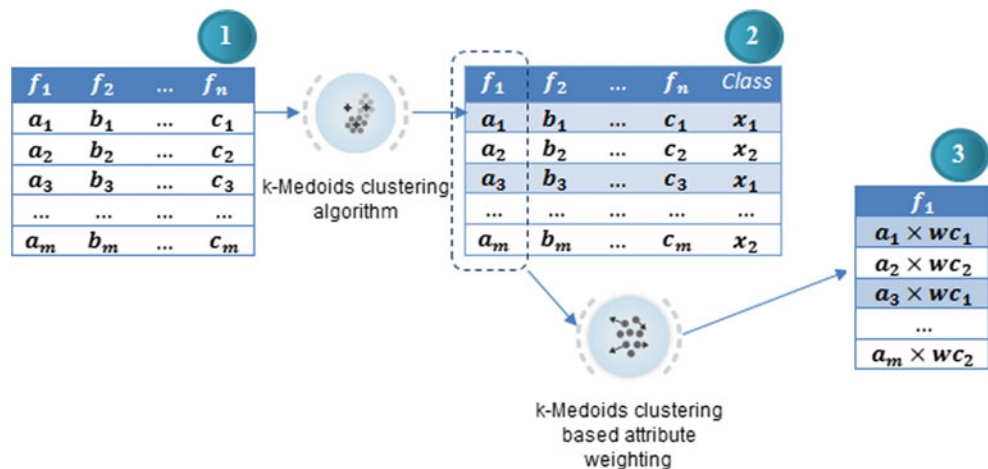 1
f₁ f₂ ... fₙ
a₁ b₁ ... c₁
a₂ b₂ ... c₂
a₃ b₃ ... c₃
... ... ... ...
aₘ bₘ ... cₘ
k-Medoids clustering
algorithm
2
f₁ f₂ ... fₙ Class
a₁ b₁ ... c₁ x₁
a₂ b₂ ... c₂ x₂
a₃ b₃ ... c₃ x₁
... ... ... ... ...
aₘ bₘ ... cₘ x₂
k-Medoids clustering
based attribute
weighting
3
f₁
a₁ × wc₁
a₂ × wc₂
a₃ × wc₁
...
aₘ × wc₂